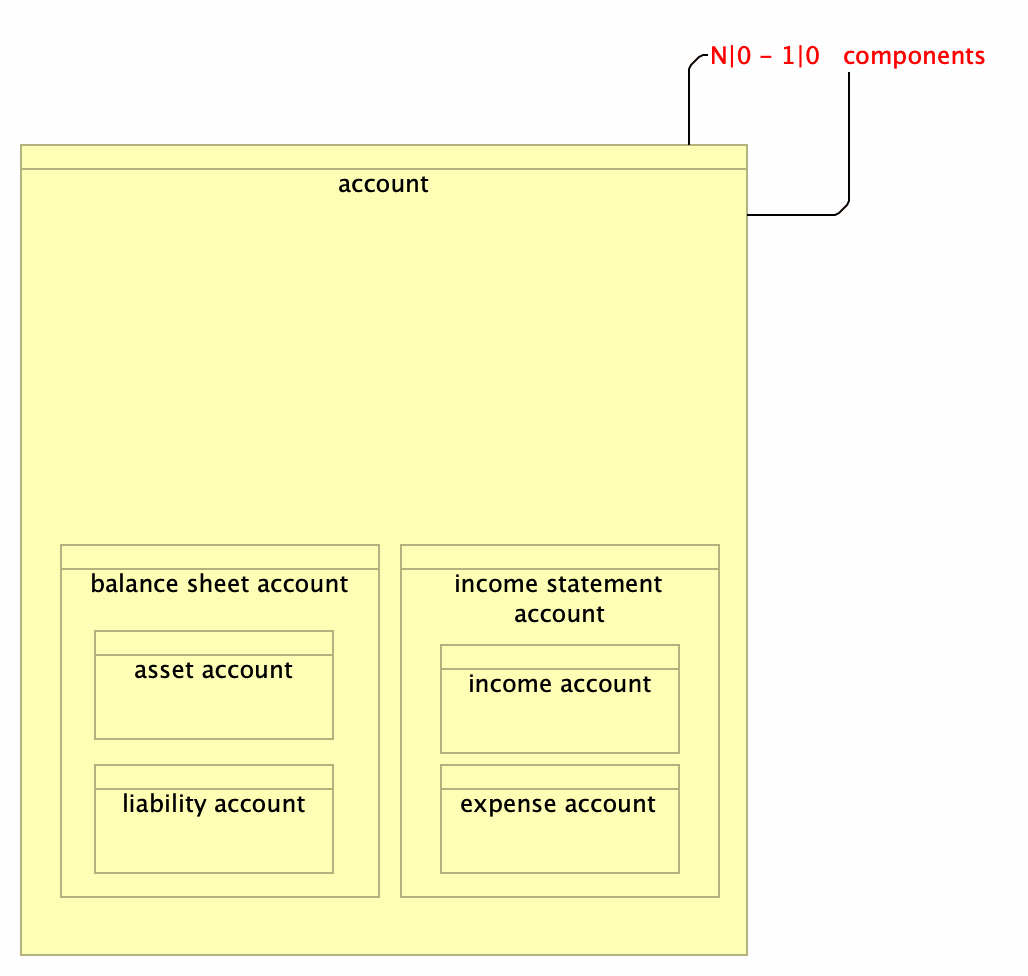 N|0 – 1|0 components
account
balance sheet account
income statement
account
asset account
income account
liability account
expense account